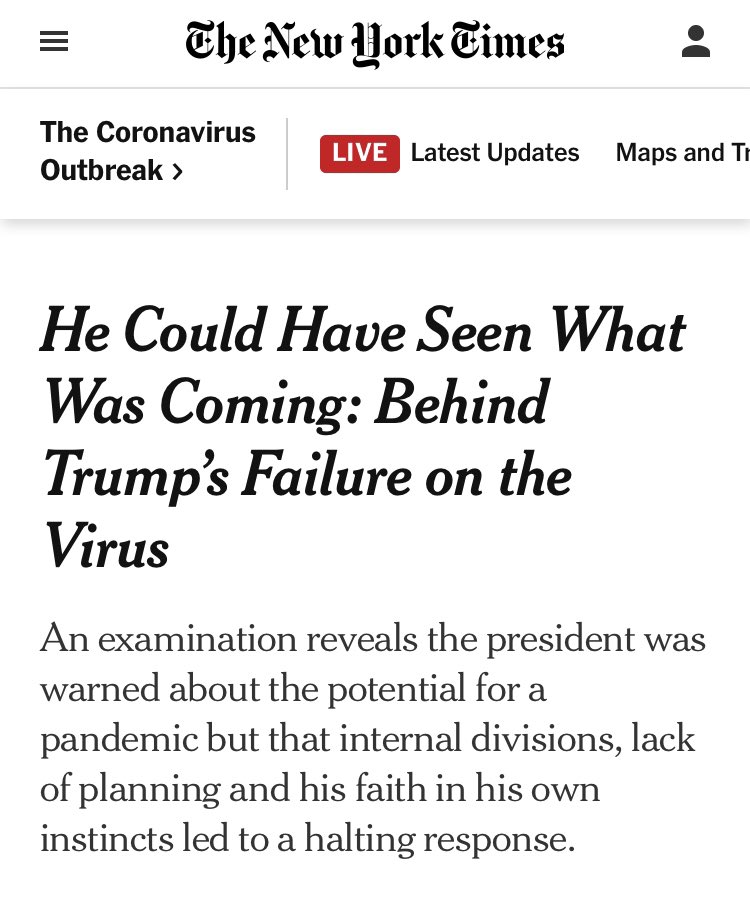 The New York Times
The Coronavirus
Outbreak >
LIVE Latest Updates Maps and Tr
He Could Have Seen What
Was Coming: Behind
Trump’s Failure on the
Virus
An examination reveals the president was
warned about the potential for a
pandemic but that internal divisions, lack
of planning and his faith in his own
instincts led to a halting response.